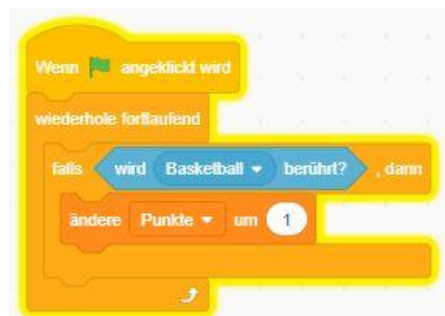 Wenn angeklickt wird
wiederhole fortlaufend
falls wird Basketball berührt? , dann
ändere Punkte um 1